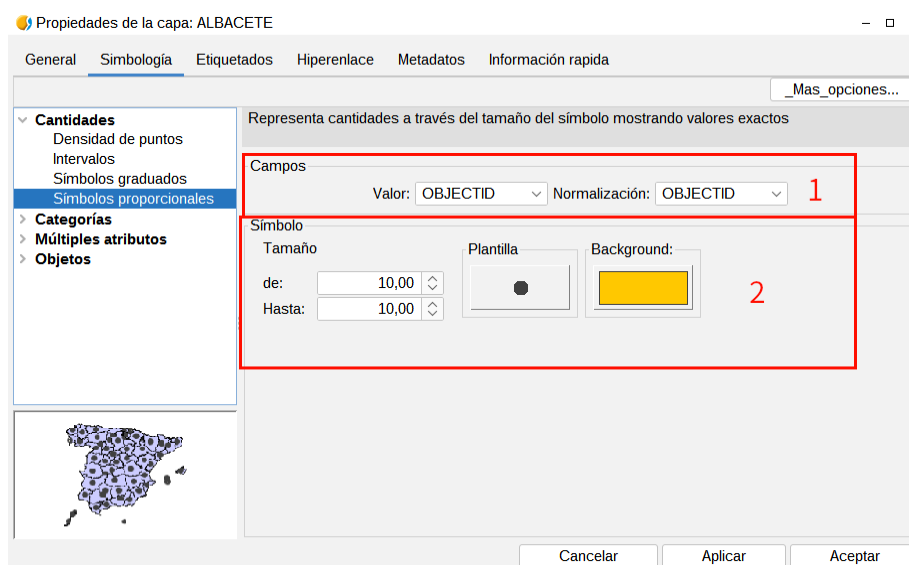 Propiedades de la capa: ALBACETE
General Simbología Etiquetados Hiperenlace Metadatos Información rapida
_Mas_opciones...
Cantidades
Densidad de puntos
Intervalos
Símbolos graduados
Símbolos proporcionales
Categorías
Múltiples atributos
Objetos
Representa cantidades a través del tamaño del símbolo mostrando valores exactos
Campos
Valor: OBJECTID Normalización: OBJECTID 1
Símbolo
Tamaño Plantilla Background:
de: 10,00
Hasta: 10,00
2
Cancelar Aplicar Aceptar